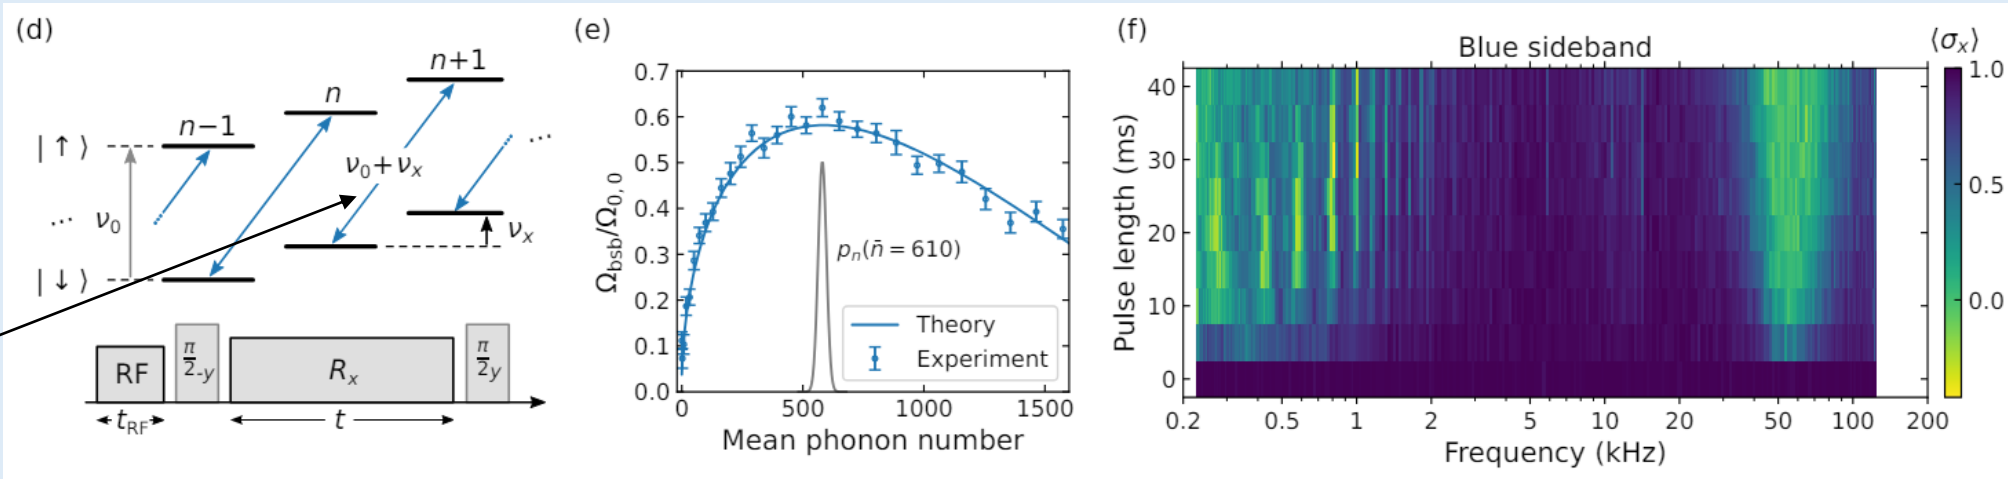 (d)
n+1
n
n−1
|↑⟩
ν₀+νₓ
...
... ν₀
νₓ
|↓⟩
RF
π/2 -y
Rₓ
π/2 y
t_RF
t
(e)
0.7
0.6
0.5
0.4
0.3
0.2
0.1
0.0
Ω_bsb/Ω_0,0
pₙ(n̄ = 610)
Theory
Experiment
0 500 1000 1500
Mean phonon number
(f)
Blue sideband
⟨σₓ⟩
40
30
20
10
0
Pulse length (ms)
0.2 0.5 1 2 5 10 20 50 100 200
Frequency (kHz)
1.0
0.5
0.0